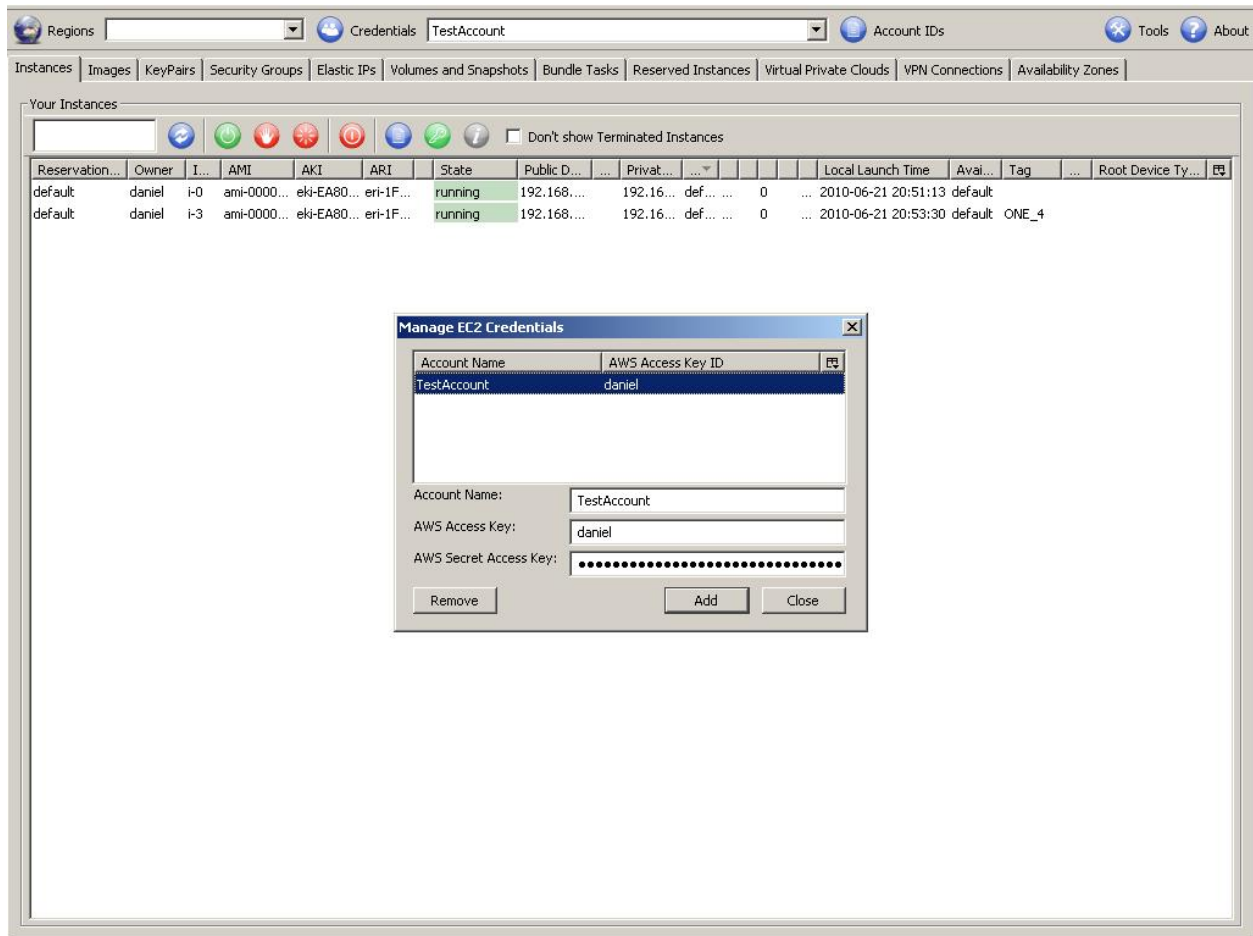 Regions Credentials TestAccount Account IDs Tools About
Instances Images KeyPairs Security Groups Elastic IPs Volumes and Snapshots Bundle Tasks Reserved Instances Virtual Private Clouds VPN Connections Availability Zones
Your Instances
Don't show Terminated Instances
Reservation... Owner I... AMI AKI ARI State Public D... ... Privat... ... Local Launch Time Avai... Tag ... Root Device Ty...
default daniel i-0 ami-0000... eki-EA80... eri-1F... running 192.168.... 192.16... def... ... 0 ... 2010-06-21 20:51:13 default
default daniel i-3 ami-0000... eki-EA80... eri-1F... running 192.168.... 192.16... def... ... 0 ... 2010-06-21 20:53:30 default ONE_4
Manage EC2 Credentials
Account Name AWS Access Key ID
TestAccount daniel
Account Name: TestAccount
AWS Access Key: daniel
AWS Secret Access Key: ●●●●●●●●●●●●●●●●●●●●●●●●●●●●●●●
Remove Add Close